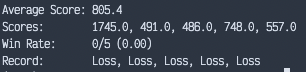 Average Score: 805.4
Scores: 1745.0, 491.0, 486.0, 748.0, 557.0
Win Rate: 0/5 (0.00)
Record: Loss, Loss, Loss, Loss, Loss